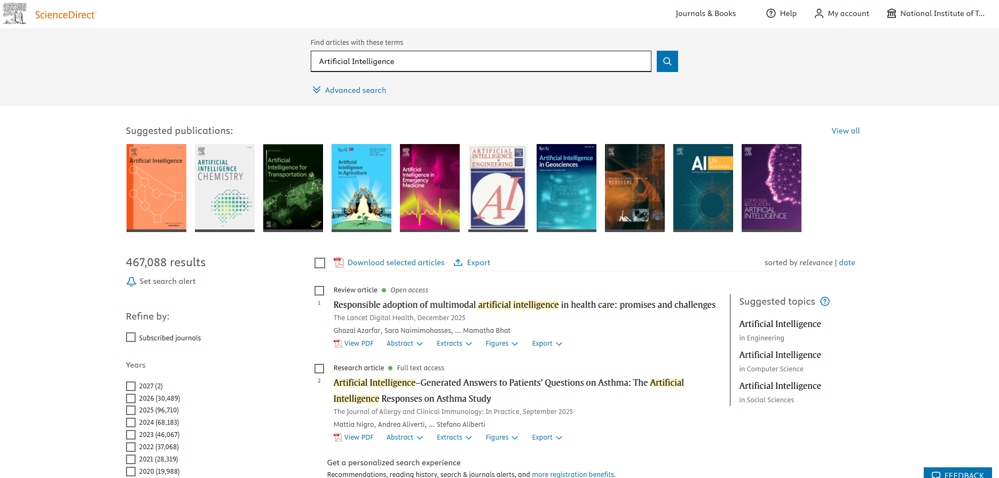 ScienceDirect
Journals & Books
Help
My account
National Institute of T...
Find articles with these terms
Artificial Intelligence
Advanced search
Suggested publications:
View all
Artificial Intelligence
ARTIFICIAL
INTELLIGENCE
CHEMISTRY
Artificial
Intelligence for
Transportation
KeAi
Artificial
Intelligence
in Agriculture
Artificial
Intelligence in
Emergency
Medicine
ARTIFICIAL
INTELLIGENCE
in
ENGINEERING
AI
KeAi
Artificial Intelligence
in Geosciences
ARTIFICIAL INTELLIGENCE IN
MEDICINE
AI Life
Sciences
ARTIFICIAL INTELLIGENCE IN THE LIFE SCIENCES
COMPUTERS
&EDUCATION:
ARTIFICIAL
INTELLIGENCE
467,088 results
Set search alert
Refine by:
Subscribed journals
Years
2027 (2)
2026 (30,489)
2025 (96,710)
2024 (68,183)
2023 (46,067)
2022 (37,068)
2021 (28,319)
2020 (19,988)
Download selected articles
Export
sorted by relevance | date
Review article
Open access
1
Responsible adoption of multimodal artificial intelligence in health care: promises and challenges
The Lancet Digital Health, December 2025
Ghazal Azarfar, Sara Naimimohasses, ... Mamatha Bhat
View PDF
Abstract
Extracts
Figures
Export
Research article
Full text access
2
Artificial Intelligence–Generated Answers to Patients’ Questions on Asthma: The Artificial
Intelligence Responses on Asthma Study
The Journal of Allergy and Clinical Immunology: In Practice, September 2025
Mattia Nigro, Andrea Aliverti, ... Stefano Aliberti
View PDF
Abstract
Extracts
Figures
Export
Get a personalized search experience
Recommendations, reading history, search & journals alerts, and more registration benefits.
Suggested topics
Artificial Intelligence
in Engineering
Artificial Intelligence
in Computer Science
Artificial Intelligence
in Social Sciences
FEEDBACK